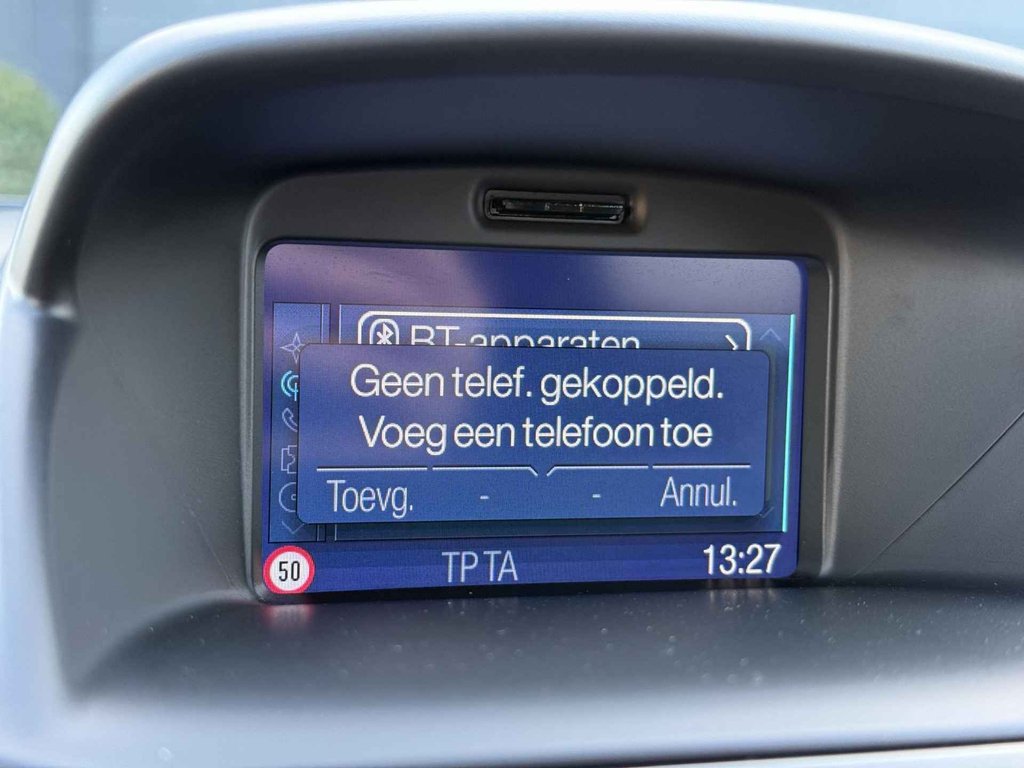 BT-apparaten
Geen telef. gekoppeld.
Voeg een telefoon toe
Toevg. - - Annul.
50 TP TA 13:27